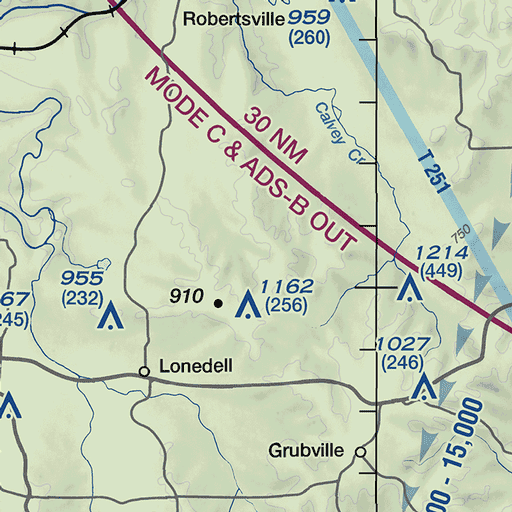 Robertsville
959
(260)
30 NM
MODE C & ADS-B OUT
Calvey Cr
T 251
750
1214
(449)
955
(232)
910
1162
(256)
67
245)
1027
(246)
Lonedell
Grubville
00 - 15,000